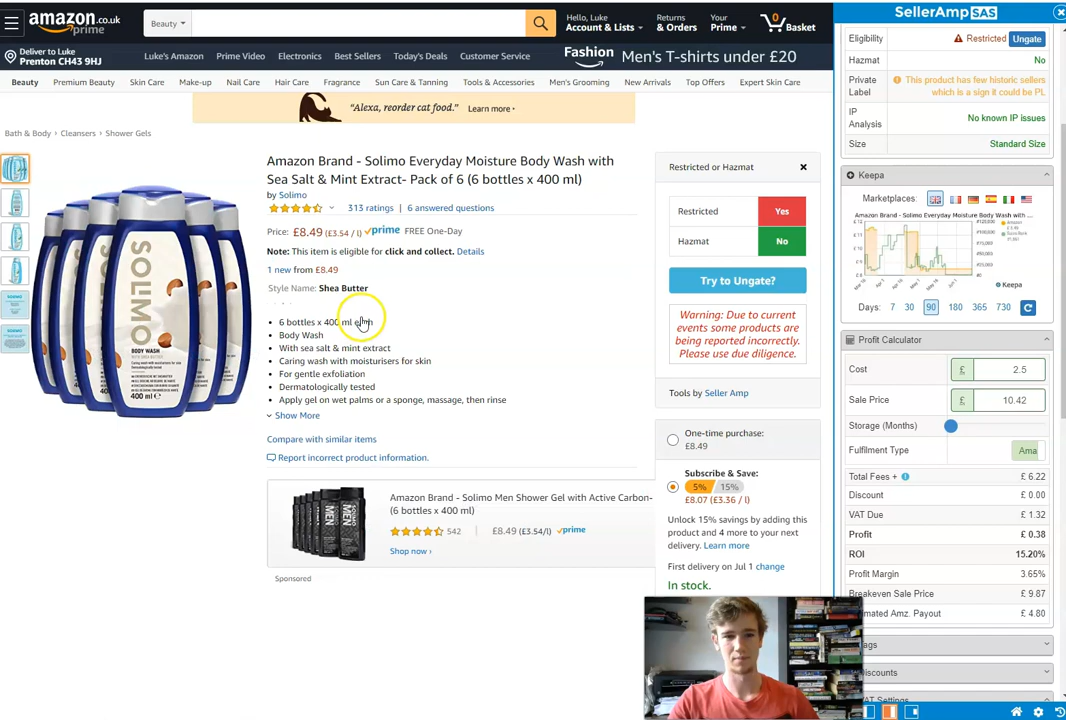 amazon.co.uk
prime
Beauty
Hello, Luke
Account & Lists
Returns
& Orders
Your
Prime
0
Basket
Deliver to Luke
Prenton CH43 9HJ
Luke's Amazon
Prime Video
Electronics
Best Sellers
Today's Deals
Customer Service
Fashion
Men's T-shirts under £20
Beauty
Premium Beauty
Skin Care
Make-up
Nail Care
Hair Care
Fragrance
Sun Care & Tanning
Tools & Accessories
Men's Grooming
New Arrivals
Top Offers
Expert Skin Care
"Alexa, reorder cat food."
Learn more ›
Bath & Body › Cleansers › Shower Gels
SOLIMO
BODY WASH
400 ml ℮
Amazon Brand - Solimo Everyday Moisture Body Wash with
Sea Salt & Mint Extract- Pack of 6 (6 bottles x 400 ml)
by Solimo
313 ratings | 6 answered questions
Price: £8.49 (£3.54 / l) prime FREE One-Day
Note: This item is eligible for click and collect. Details
1 new from £8.49
Style Name: Shea Butter
• 6 bottles x 400 ml each
• Body Wash
• With sea salt & mint extract
• Caring wash with moisturisers for skin
• For gentle exfoliation
• Dermatologically tested
• Apply gel on wet palms or a sponge, massage, then rinse
Show More
Compare with similar items
Report incorrect product information.
MEN
Amazon Brand - Solimo Men Shower Gel with Active Carbon-
(6 bottles x 400 ml)
542 | £8.49 (£3.54/l) prime
Shop now ›
Sponsored
Restricted or Hazmat
Restricted
Yes
Hazmat
No
Try to Ungate?
Warning: Due to current
events some products are
being reported incorrectly.
Please use due diligence.
Tools by Seller Amp
One-time purchase:
£8.49
Subscribe & Save:
5% 15%
£8.07 (£3.36 / l)
Unlock 15% savings by adding this
product and 4 more to your next
delivery. Learn more
First delivery on Jul 1 change
In stock.
SellerAmp SAS
Eligibility
Restricted
Ungate
Hazmat
No
Private
Label
This product has few historic sellers
which is a sign it could be PL
IP
Analysis
No known IP issues
Size
Standard Size
Keepa
Marketplaces:
Amazon Brand - Solimo Everyday Moisture Body Wash with ...
Keepa
Days: 7 30 90 180 365 730
Profit Calculator
Cost
£ 2.5
Sale Price
£ 10.42
Storage (Months)
Fulfilment Type
Ama
Total Fees +
£ 6.22
Discount
£ 0.00
VAT Due
£ 1.32
Profit
£ 0.38
ROI
15.20%
Profit Margin
3.65%
Breakeven Sale Price
£ 9.87
timated Amz. Payout
£ 4.80
ags
iscounts
VAT Settings